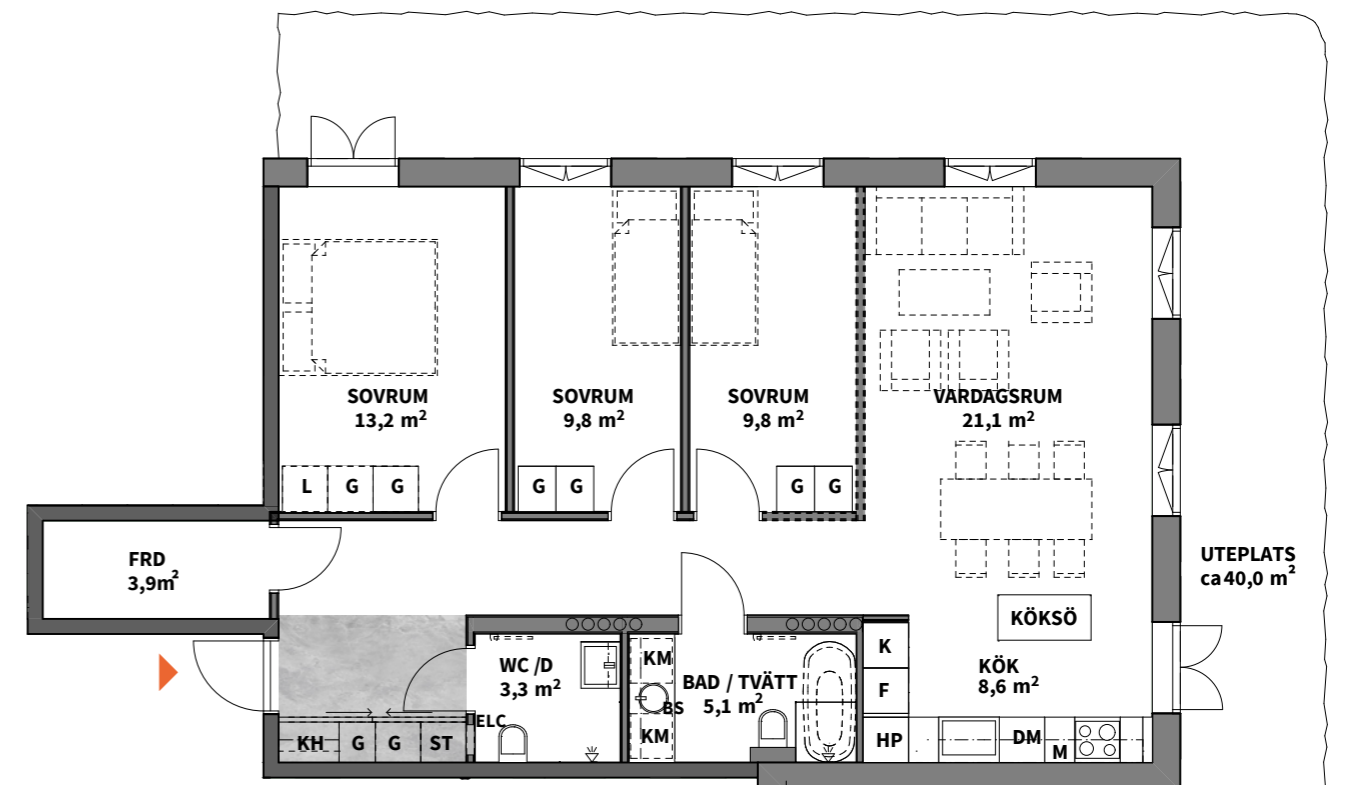 SOVRUM
13,2 m²
SOVRUM
9,8 m²
SOVRUM
9,8 m²
VARDAGSRUM
21,1 m²
L G G
G G
G G
FRD
3,9m²
UTEPLATS
ca 40,0 m²
KÖKSÖ
WC /D
3,3 m²
KM
BAD / TVÄTT
5,1 m²
BS
KM
K
F
HP
KÖK
8,6 m²
DM
M
ELC
KH G G ST